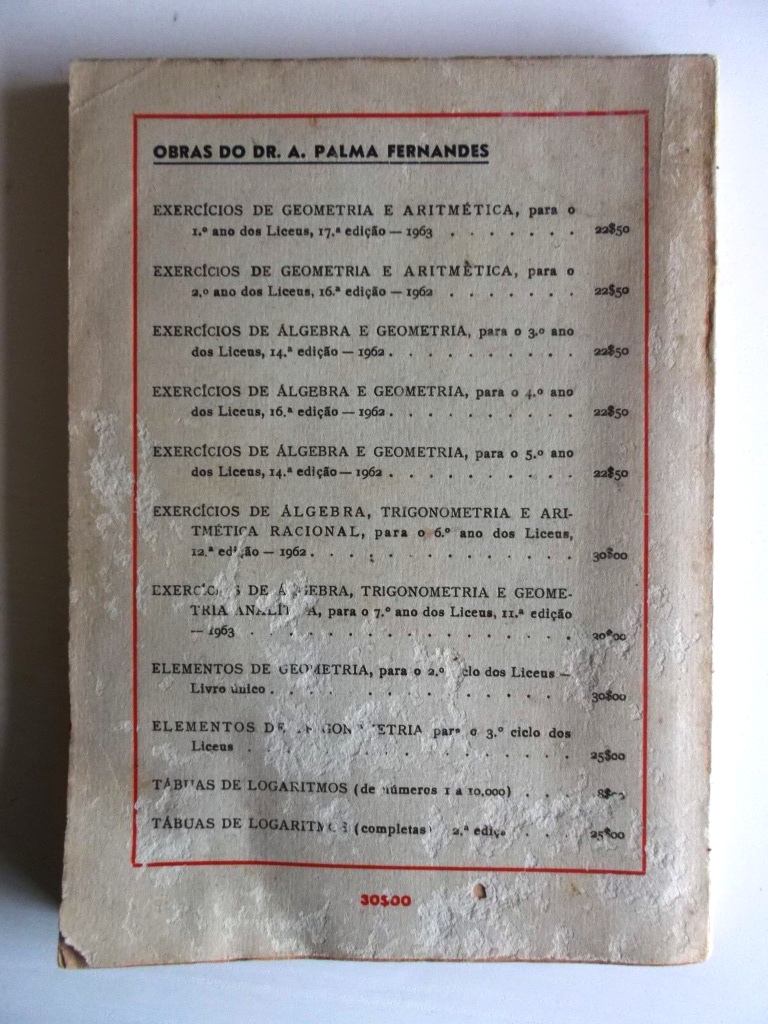 OBRAS DO DR. A. PALMA FERNANDES
EXERCÍCIOS DE GEOMETRIA E ARITMÉTICA, para o
1.º ano dos Liceus, 17.ª edição — 1963 . . . . . . . 22$50
EXERCÍCIOS DE GEOMETRIA E ARITMÉTICA, para o
2.º ano dos Liceus, 16.ª edição — 1962 . . . . . . . 22$50
EXERCÍCIOS DE ÁLGEBRA E GEOMETRIA, para o 3.º ano
dos Liceus, 14.ª edição — 1962 . . . . . . . . . . 22$50
EXERCÍCIOS DE ÁLGEBRA E GEOMETRIA, para o 4.º ano
dos Liceus, 16.ª edição — 1962 . . . . . . . . . . 22$50
EXERCÍCIOS DE ÁLGEBRA E GEOMETRIA, para o 5.º ano
dos Liceus, 14.ª edição — 1962 . . . . . . . . . . 22$50
EXERCÍCIOS DE ÁLGEBRA, TRIGONOMETRIA E ARI-
TMÉTICA RACIONAL, para o 6.º ano dos Liceus,
12.ª edição — 1962 . . . . . . . . . . . . . . 30$00
EXERCÍCIOS DE ÁLGEBRA, TRIGONOMETRIA E GEOME-
TRIA ANALÍTICA, para o 7.º ano dos Liceus, 11.ª edição
— 1963 . . . . . . . . . . . . . . . . .
ELEMENTOS DE GEOMETRIA, para o 2.º ciclo dos Liceus —
Livro único . . . . . . . . . . . . . 30$00
ELEMENTOS DE TRIGONOMETRIA para o 3.º ciclo dos
Liceus . . . . . . . . . . . . . . . . 25$00
TÁBUAS DE LOGARITMOS (de números 1 a 10.000) . . .
TÁBUAS DE LOGARITMOS (completas) 2.ª edição . . . 25$00
30$00